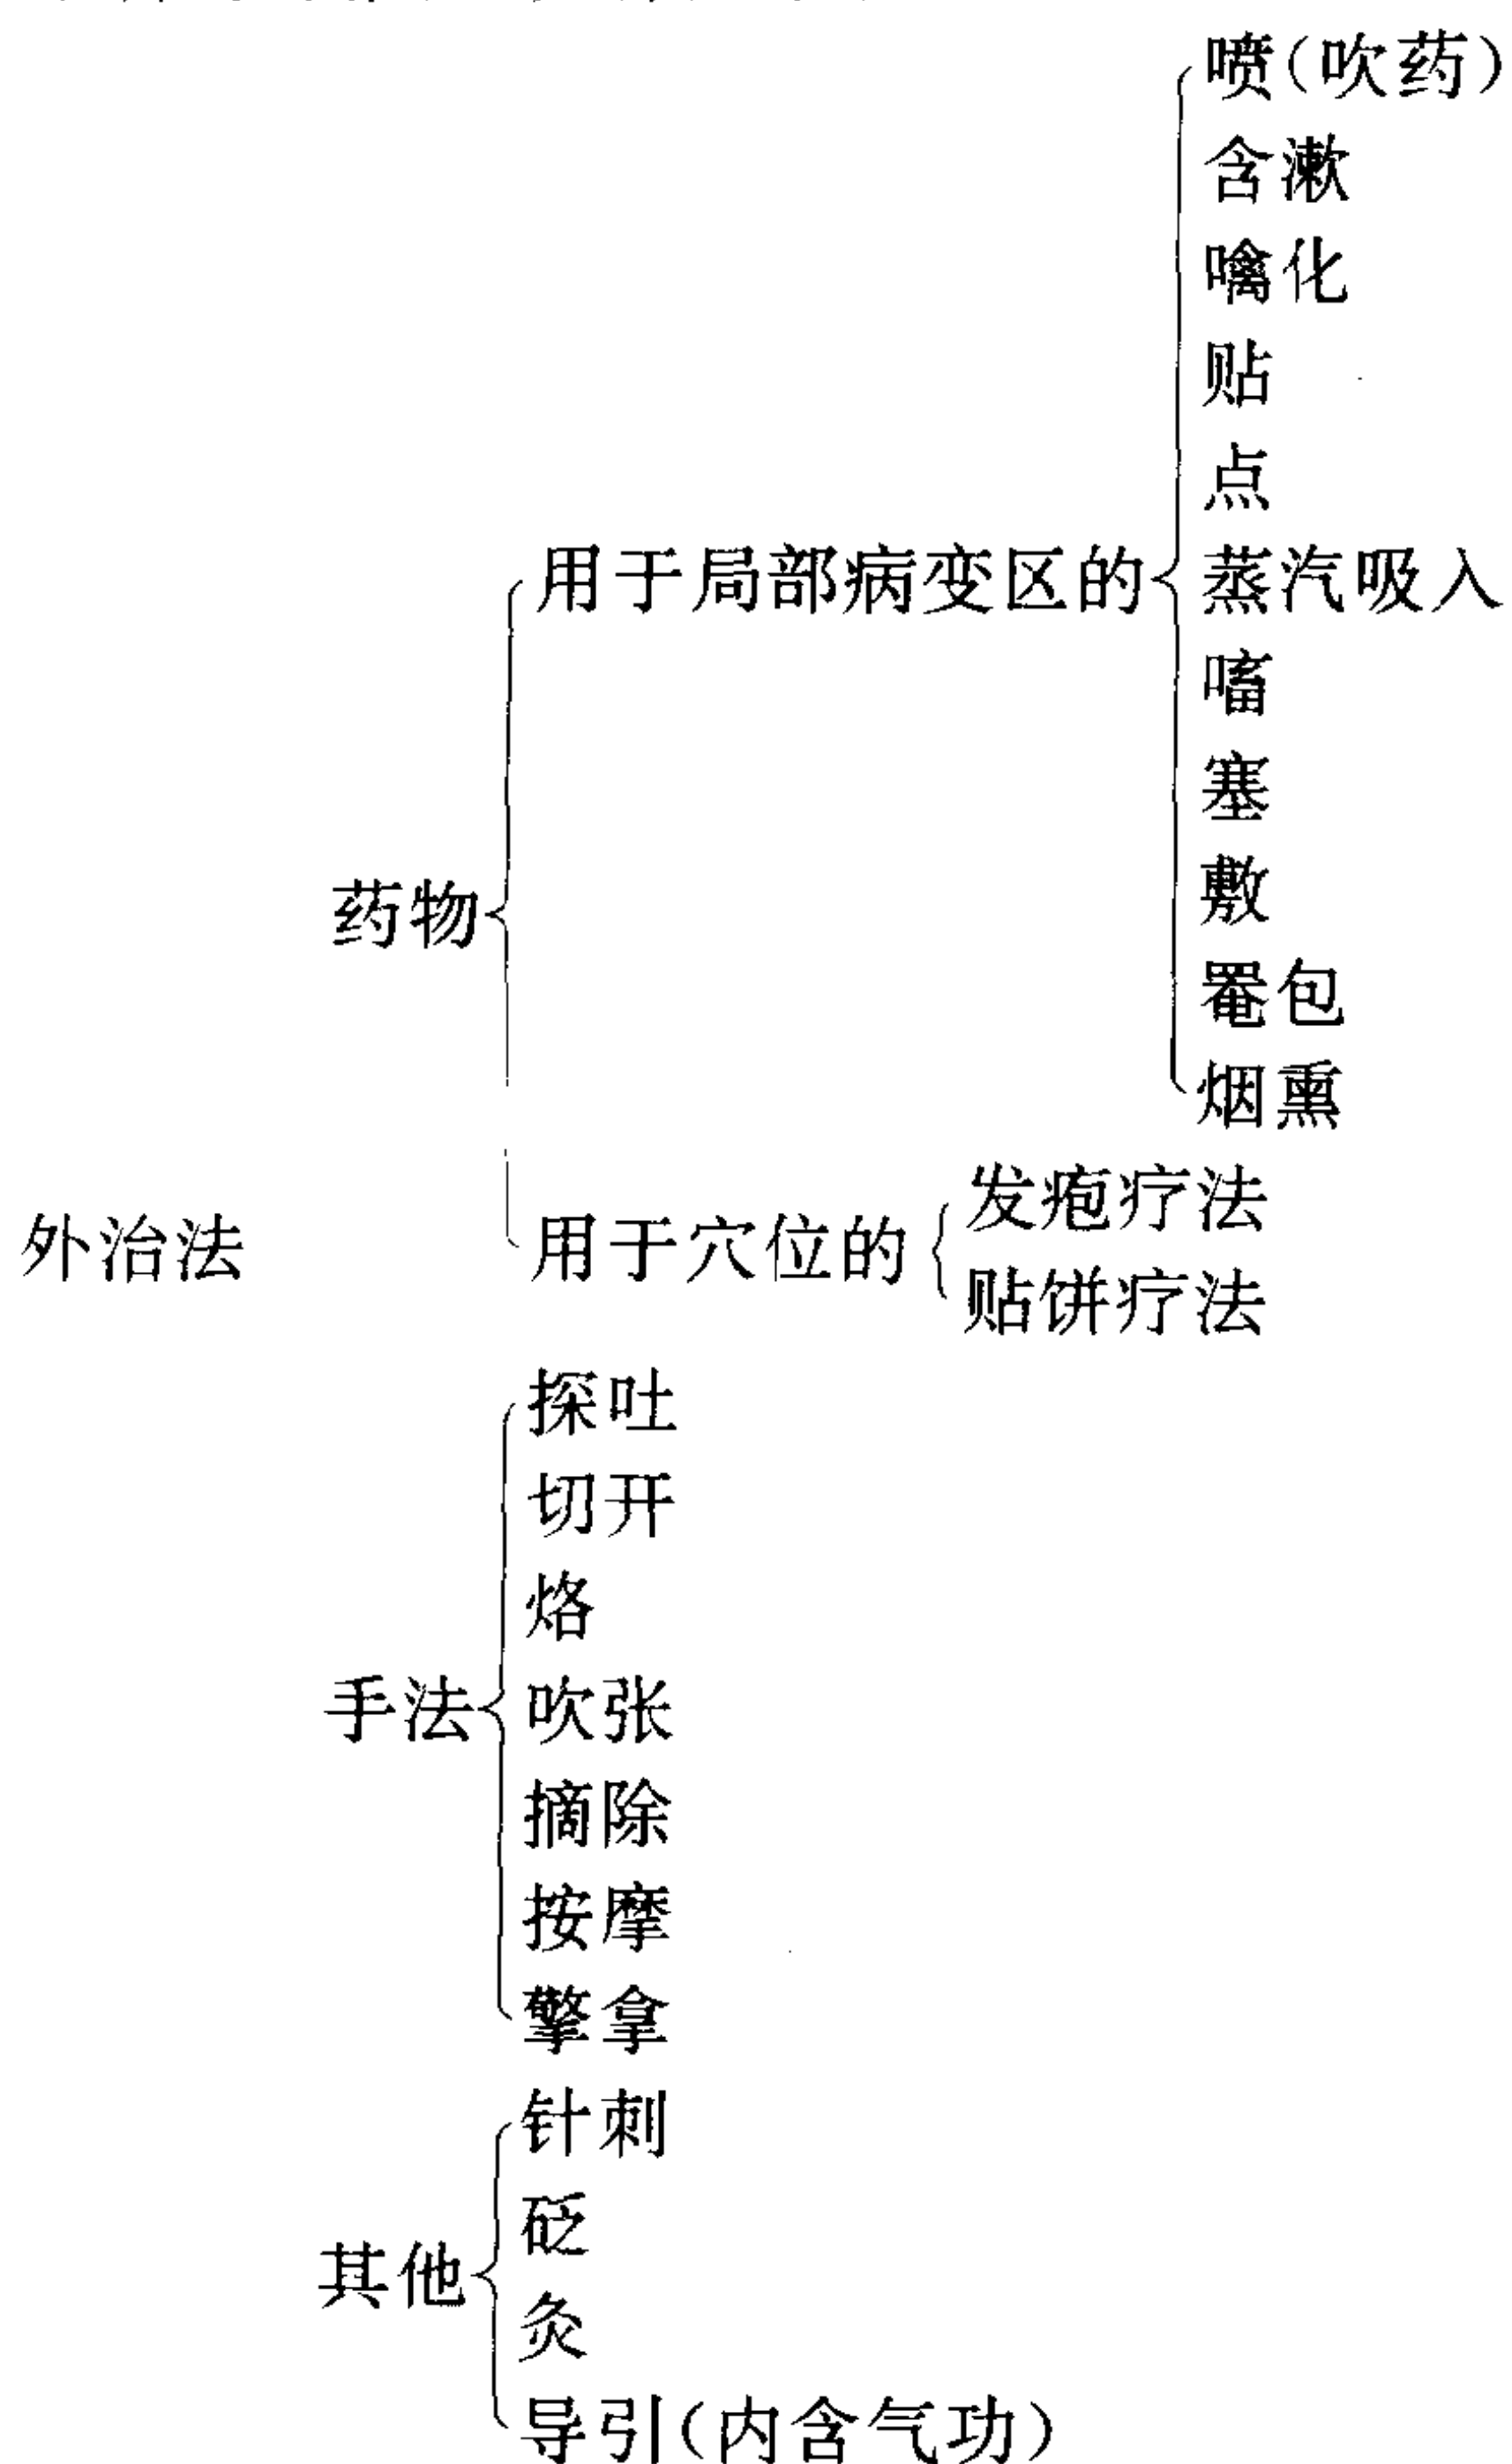 喷(吹药)
含漱
噙化
贴
点
用于局部病变区的
蒸汽吸入
㗜
塞
敷
药物
罨包
烟熏
发疱疗法
外治法
用于穴位的
贴饼疗法
探吐
切开
烙
手法
吹张
摘除
按摩
擎拿
针刺
砭
其他
灸
导引(内含气功)